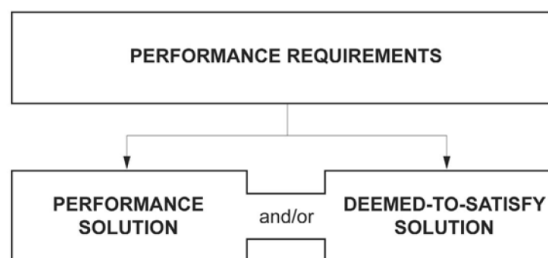 PERFORMANCE REQUIREMENTS
PERFORMANCE
SOLUTION
and/or
DEEMED-TO-SATISFY
SOLUTION